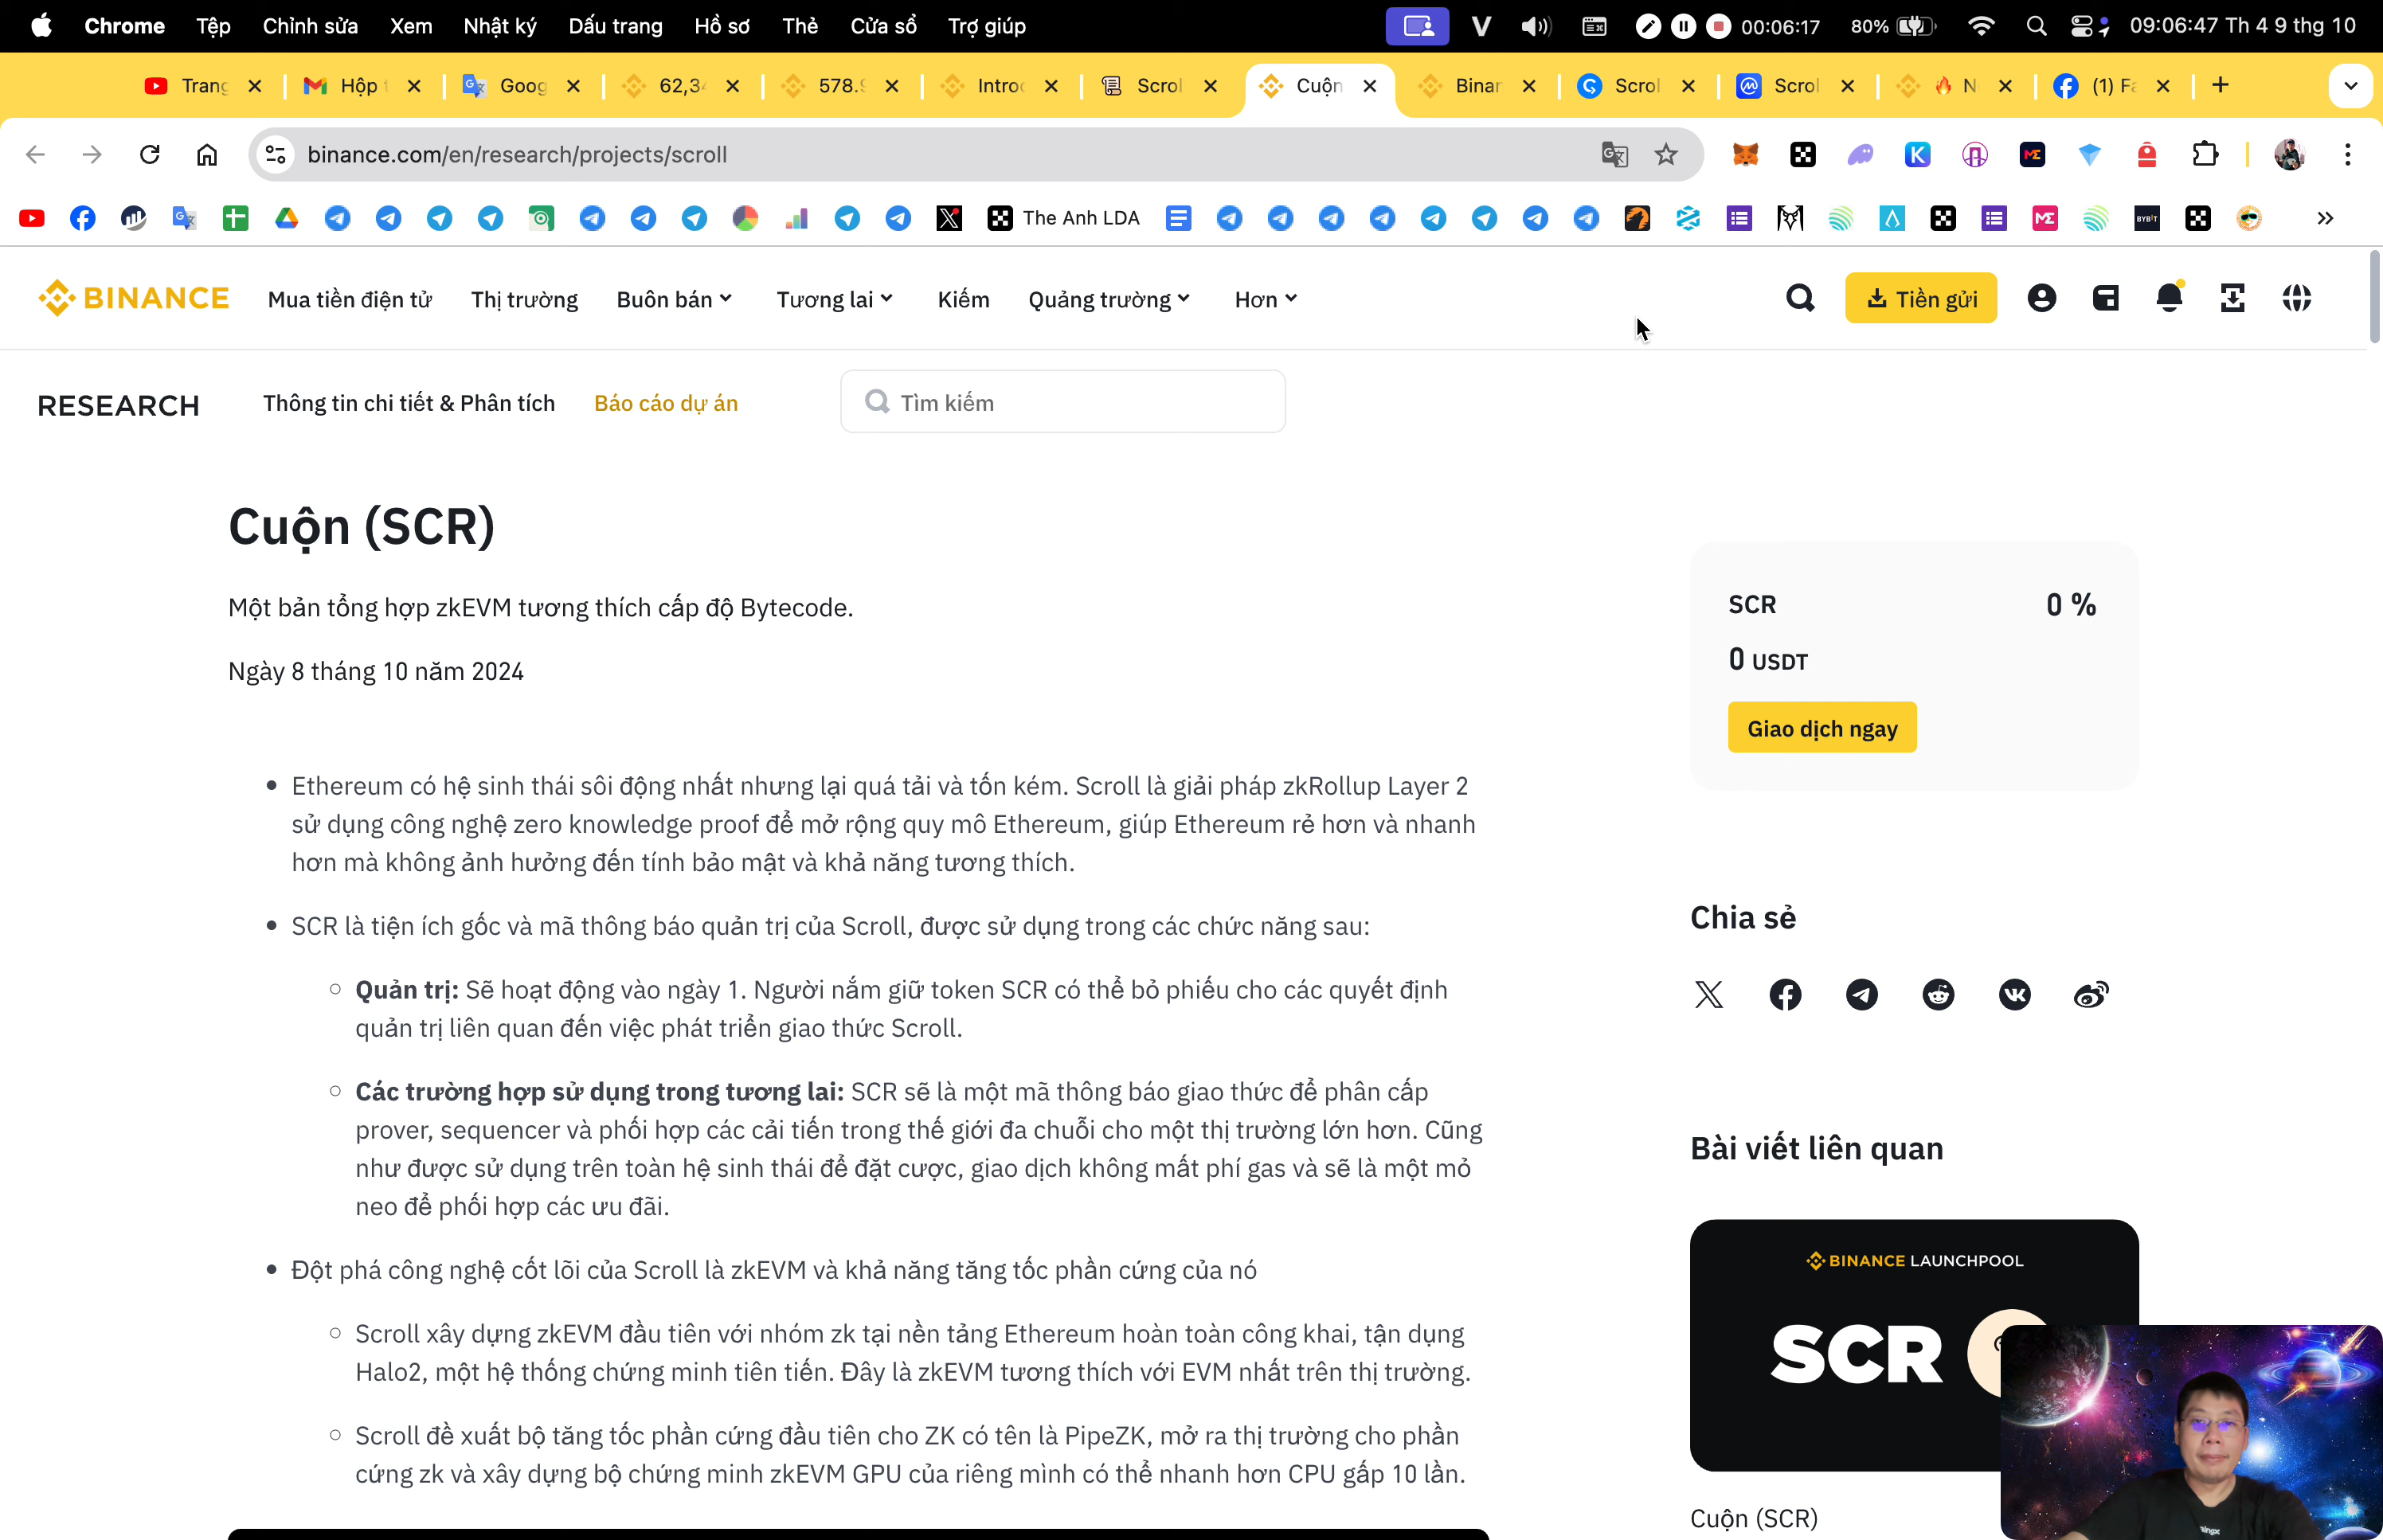 Chrome Tệp Chỉnh sửa Xem Nhật ký Dấu trang Hồ sơ Thẻ Cửa sổ Trợ giúp 00:06:17 80% 09:06:47 Th 4 9 thg 10
Trang Hộp Goog 62,3 578. Intro Scrol Cuộn Binar Scrol Scrol N (1) Fa
binance.com/en/research/projects/scroll
The Anh LDA BYBIT
BINANCE Mua tiền điện tử Thị trường Buôn bán Tương lai Kiếm Quảng trường Hơn Tiền gửi
RESEARCH Thông tin chi tiết & Phân tích Báo cáo dự án Tìm kiếm
Cuộn (SCR)
Một bản tổng hợp zkEVM tương thích cấp độ Bytecode.
Ngày 8 tháng 10 năm 2024
Ethereum có hệ sinh thái sôi động nhất nhưng lại quá tải và tốn kém. Scroll là giải pháp zkRollup Layer 2
sử dụng công nghệ zero knowledge proof để mở rộng quy mô Ethereum, giúp Ethereum rẻ hơn và nhanh
hơn mà không ảnh hưởng đến tính bảo mật và khả năng tương thích.
SCR là tiện ích gốc và mã thông báo quản trị của Scroll, được sử dụng trong các chức năng sau:
Quản trị: Sẽ hoạt động vào ngày 1. Người nắm giữ token SCR có thể bỏ phiếu cho các quyết định
quản trị liên quan đến việc phát triển giao thức Scroll.
Các trường hợp sử dụng trong tương lai: SCR sẽ là một mã thông báo giao thức để phân cấp
prover, sequencer và phối hợp các cải tiến trong thế giới đa chuỗi cho một thị trường lớn hơn. Cũng
như được sử dụng trên toàn hệ sinh thái để đặt cược, giao dịch không mất phí gas và sẽ là một mỏ
neo để phối hợp các ưu đãi.
Đột phá công nghệ cốt lõi của Scroll là zkEVM và khả năng tăng tốc phần cứng của nó
Scroll xây dựng zkEVM đầu tiên với nhóm zk tại nền tảng Ethereum hoàn toàn công khai, tận dụng
Halo2, một hệ thống chứng minh tiên tiến. Đây là zkEVM tương thích với EVM nhất trên thị trường.
Scroll đề xuất bộ tăng tốc phần cứng đầu tiên cho ZK có tên là PipeZK, mở ra thị trường cho phần
cứng zk và xây dựng bộ chứng minh zkEVM GPU của riêng mình có thể nhanh hơn CPU gấp 10 lần.
SCR 0 %
0 USDT
Giao dịch ngay
Chia sẻ
Bài viết liên quan
BINANCE LAUNCHPOOL
SCR
Cuộn (SCR)